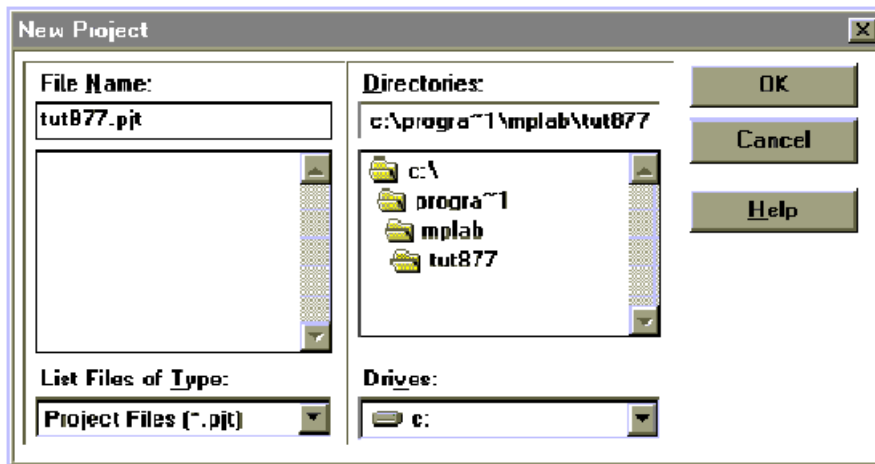 New Project
File Name:
tut877.pjt
List Files of Type:
Project Files (*.pjt)
Directories:
c:\progra~1\mplab\tut877
c:\
progra~1
mplab
tut877
Drives:
c:
OK
Cancel
Help